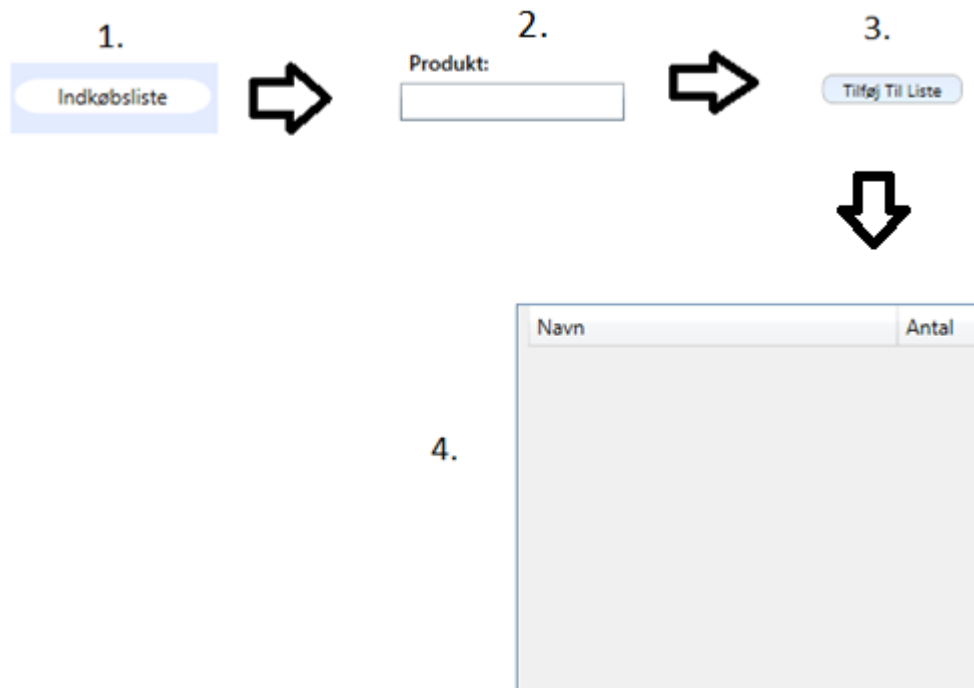 1.
Indkøbsliste
2.
Produkt:
3.
Tilføj Til Liste
4.
Navn Antal